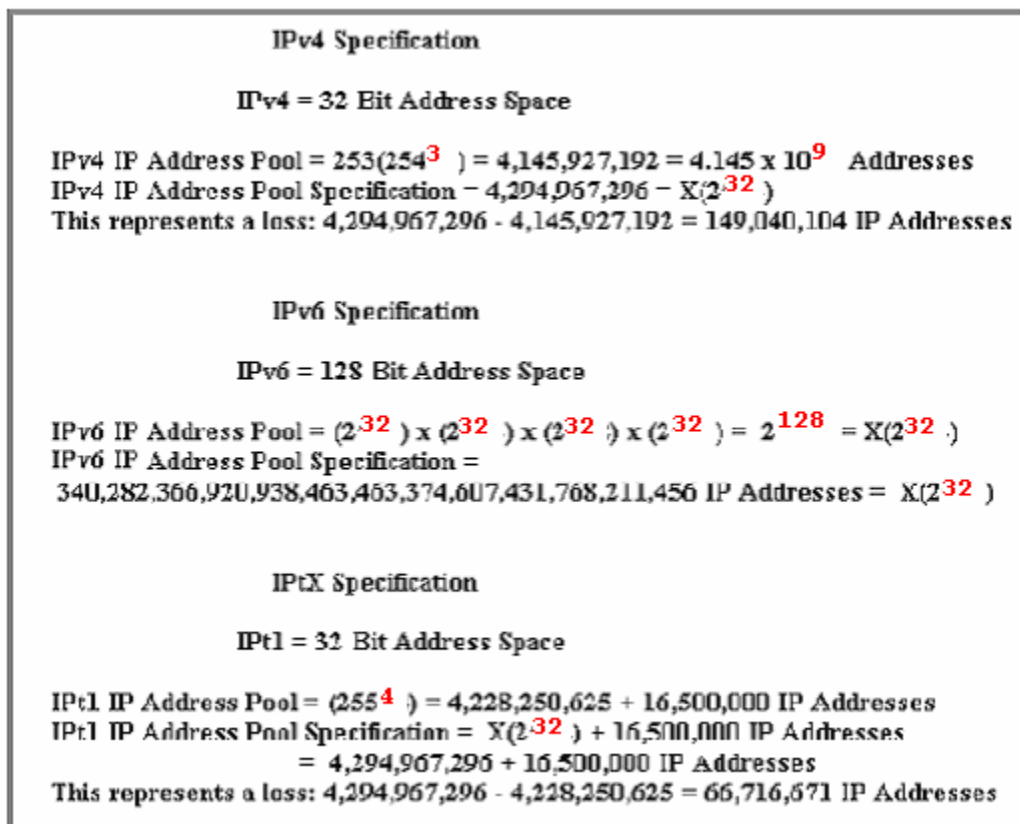 IPv4 Specification
IPv4 = 32 Bit Address Space
IPv4 IP Address Pool = 253(254^3 ) = 4,145,927,192 = 4.145 x 10^9 Addresses
IPv4 IP Address Pool Specification = 4,294,967,296 = X(2^32 )
This represents a loss: 4,294,967,296 - 4,145,927,192 = 149,040,104 IP Addresses
IPv6 Specification
IPv6 = 128 Bit Address Space
IPv6 IP Address Pool = (2^32 ) x (2^32 ) x (2^32 ) x (2^32 ) = 2^128 = X(2^32 )
IPv6 IP Address Pool Specification =
340,282,366,920,938,463,463,374,607,431,768,211,456 IP Addresses = X(2^32 )
IPtX Specification
IPt1 = 32 Bit Address Space
IPt1 IP Address Pool = (255^4 ) = 4,228,250,625 + 16,500,000 IP Addresses
IPt1 IP Address Pool Specification = X(2^32 ) + 16,500,000 IP Addresses
= 4,294,967,296 + 16,500,000 IP Addresses
This represents a loss: 4,294,967,296 - 4,228,250,625 = 66,716,671 IP Addresses